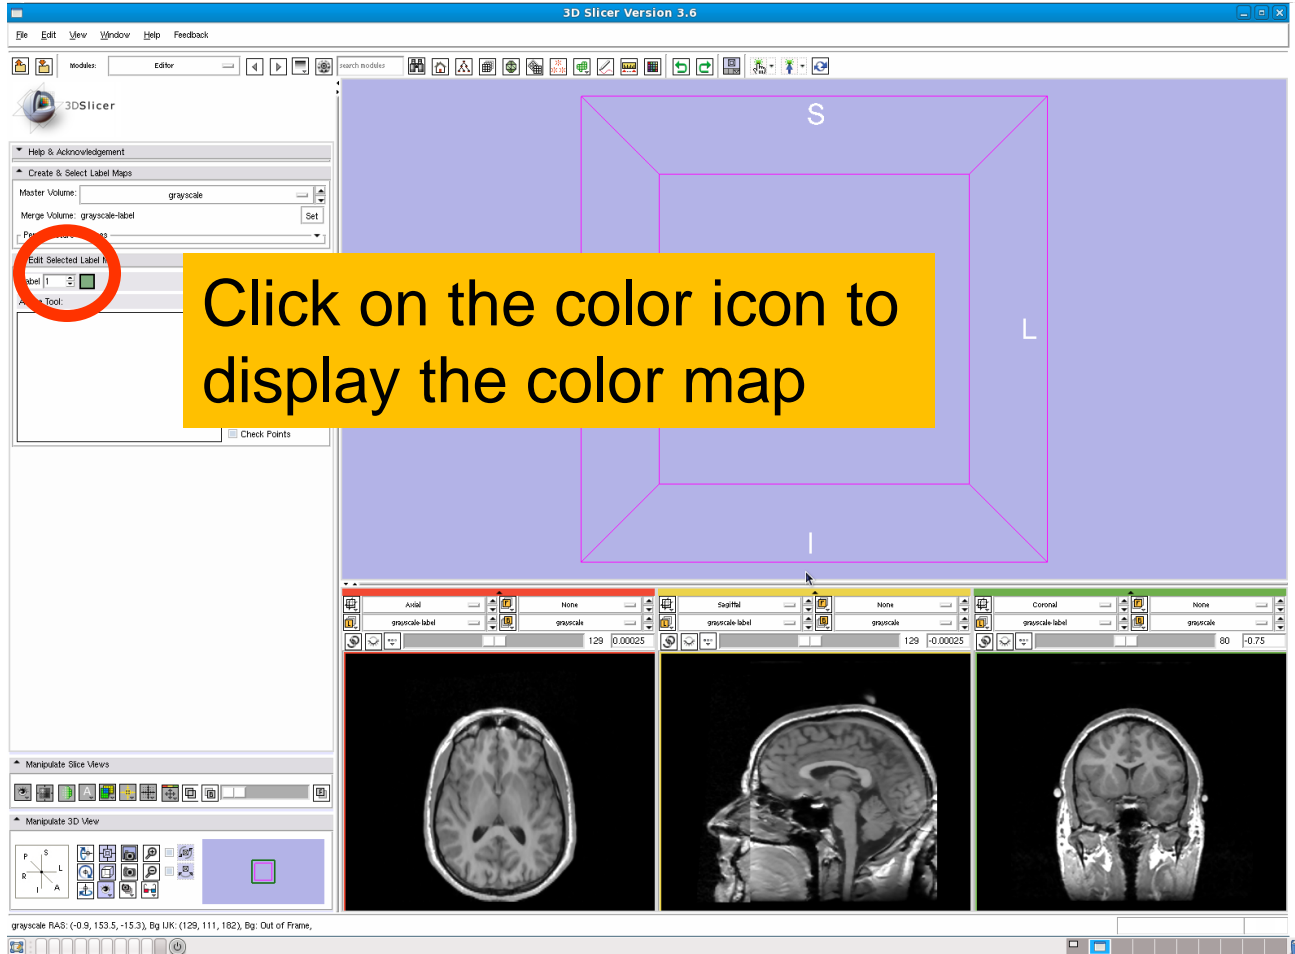 3D Slicer Version 3.6
File Edit View Window Help Feedback
Modules: Editor search modules
3DSlicer
Help & Acknowledgement
Create & Select Label Maps
Master Volume: grayscale
Merge Volume: grayscale-label Set
Edit Selected Label
Label 1
Tool:
Click on the color icon to
display the color map
Check Points
S
L
I
Axial None
grayscale-label grayscale
129 0.00025
Sagittal None
grayscale-label grayscale
129 -0.00025
Coronal None
grayscale-label grayscale
80 -0.75
Manipulate Slice Views
Manipulate 3D View
P S L R I A
grayscale RAS: (-0.9, 153.5, -15.3), Bg IJK: (129, 111, 182), Bg: Out of Frame,